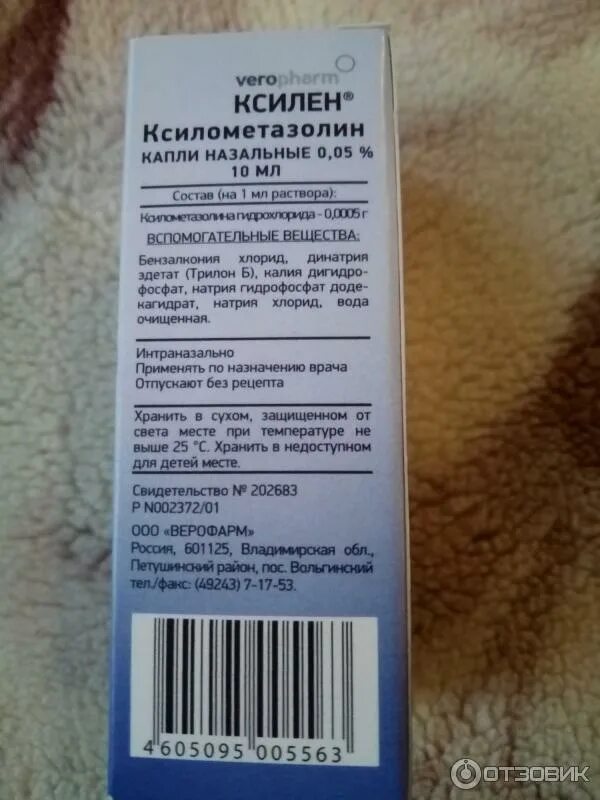 veropharm
КСИЛЕН®
Ксилометазолин
КАПЛИ НАЗАЛЬНЫЕ 0,05 %
10 МЛ
Состав (на 1 мл раствора):
Ксилометазолина гидрохлорида - 0,0005 г
ВСПОМОГАТЕЛЬНЫЕ ВЕЩЕСТВА:
Бензалкония хлорид, динатрия
эдетат (Трилон Б), калия дигидро-
фосфат, натрия гидрофосфат доде-
кагидрат, натрия хлорид, вода
очищенная.
Интраназально
Применять по назначению врача
Отпускают без рецепта
Хранить в сухом, защищенном от
света месте при температуре не
выше 25 °С. Хранить в недоступном
для детей месте.
Свидетельство № 202683
Р N002372/01
ООО «ВЕРОФАРМ»
Россия, 601125, Владимирская обл.,
Петушинский район, пос. Вольгинский
тел./факс: (49243) 7-17-53.
4605095 005563
ОТЗОВИК